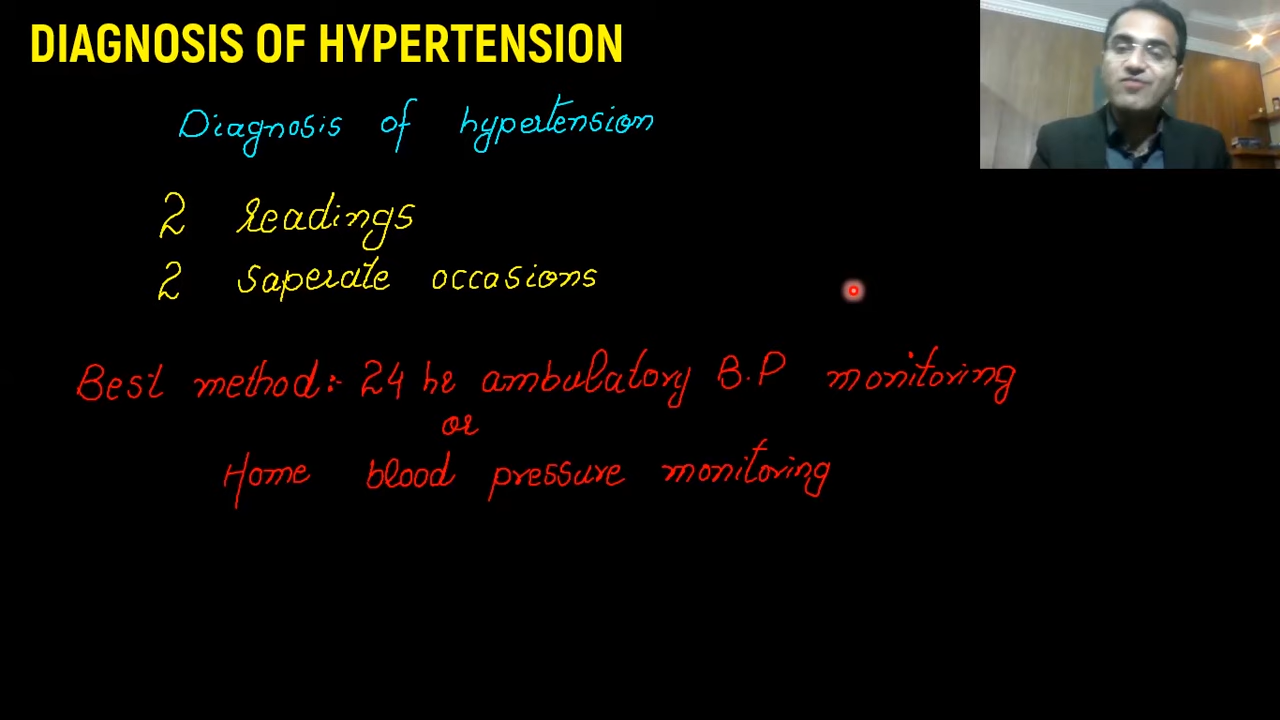 DIAGNOSIS OF HYPERTENSION
Diagnosis of hypertension
2 readings
2 saperate occasions
Best method:- 24 hr ambulatory B.P monitoring
or
Home blood pressure monitoring